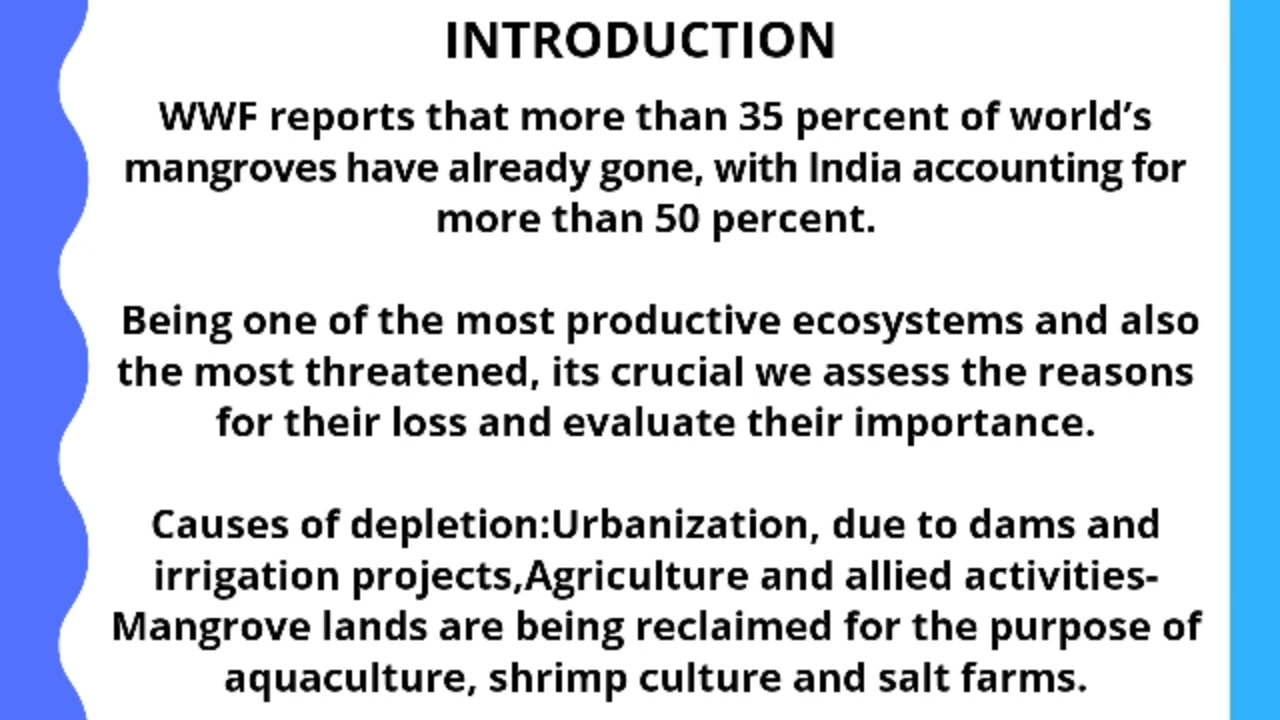 INTRODUCTION
WWF reports that more than 35 percent of world’s
mangroves have already gone, with India accounting for
more than 50 percent.
Being one of the most productive ecosystems and also
the most threatened, its crucial we assess the reasons
for their loss and evaluate their importance.
Causes of depletion:Urbanization, due to dams and
irrigation projects,Agriculture and allied activities-
Mangrove lands are being reclaimed for the purpose of
aquaculture, shrimp culture and salt farms.